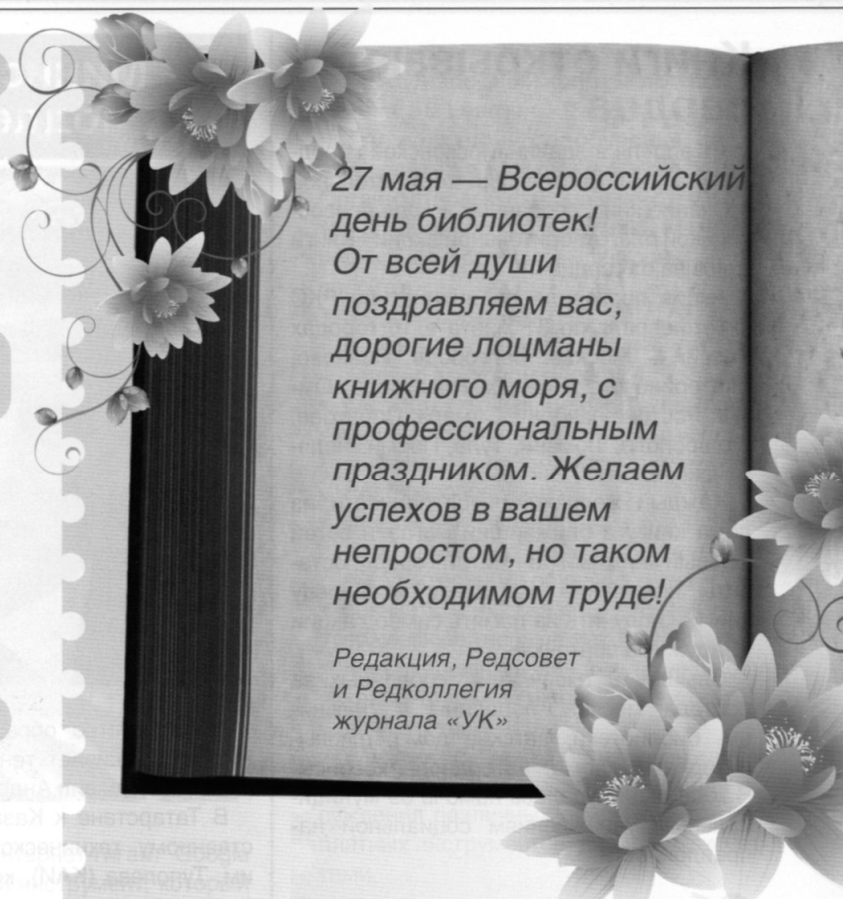 27 мая — Всероссийский
день библиотек!
От всей души
поздравляем вас,
дорогие лоцманы
книжного моря, с
профессиональным
праздником. Желаем
успехов в вашем
непростом, но таком
необходимом труде!
Редакция, Редсовет
и Редколлегия
журнала «УК»